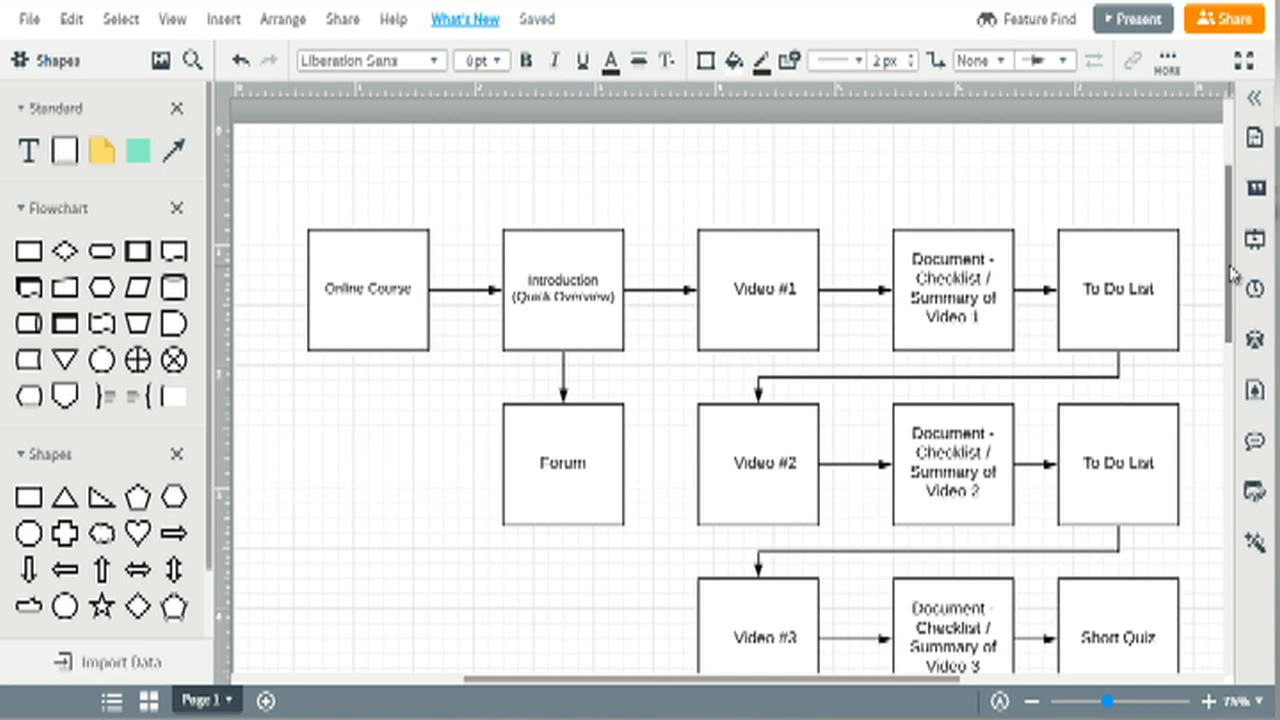 File Edit Select View Insert Arrange Share Help What's New Saved Feature Find Present Share
Shapes Liberation Sans 0pt B I U A T 2 px None MORE
Standard
T
Flowchart
Shapes
Import Data
Page 1 75%
Online Course
Introduction
(Quick Overview)
Video #1
Document -
Checklist /
Summary of
Video 1
To Do List
Forum
Video #2
Document -
Checklist /
Summary of
Video 2
To Do List
Video #3
Document -
Checklist /
Summary of
Video 3
Short Quiz